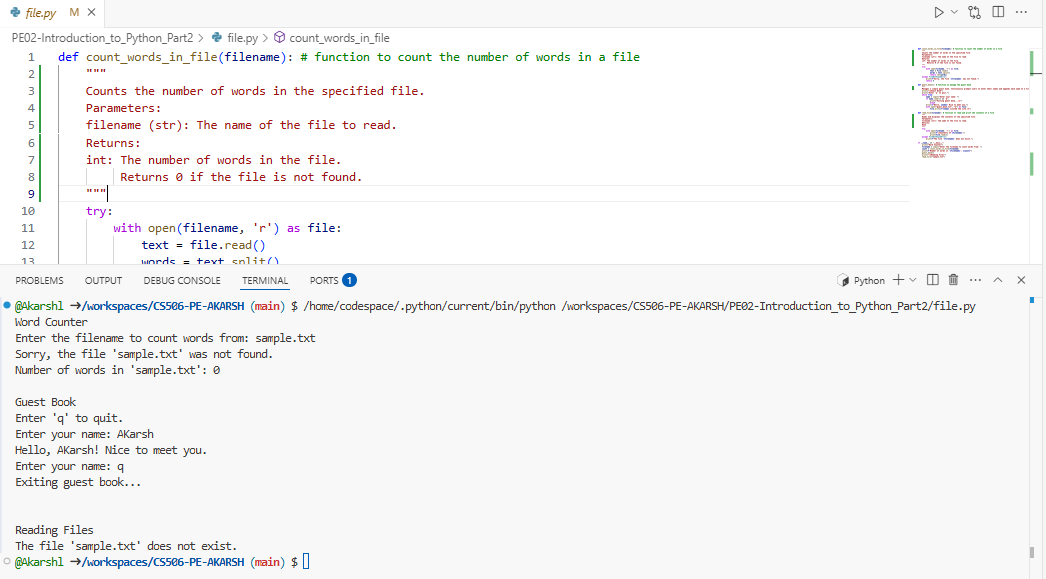 file.py M
PE02-Introduction_to_Python_Part2 > file.py > count_words_in_file
1 def count_words_in_file(filename): # function to count the number of words in a file
2 """
3 Counts the number of words in the specified file.
4 Parameters:
5 filename (str): The name of the file to read.
6 Returns:
7 int: The number of words in the file.
8 Returns 0 if the file is not found.
9 """
10 try:
11 with open(filename, 'r') as file:
12 text = file.read()
13 words = text.split()
PROBLEMS OUTPUT DEBUG CONSOLE TERMINAL PORTS 1 Python
@Akarshl ➜/workspaces/CS506-PE-AKARSH (main) $ /home/codespace/.python/current/bin/python /workspaces/CS506-PE-AKARSH/PE02-Introduction_to_Python_Part2/file.py
Word Counter
Enter the filename to count words from: sample.txt
Sorry, the file 'sample.txt' was not found.
Number of words in 'sample.txt': 0
Guest Book
Enter 'q' to quit.
Enter your name: AKarsh
Hello, AKarsh! Nice to meet you.
Enter your name: q
Exiting guest book...
Reading Files
The file 'sample.txt' does not exist.
@Akarshl ➜/workspaces/CS506-PE-AKARSH (main) $